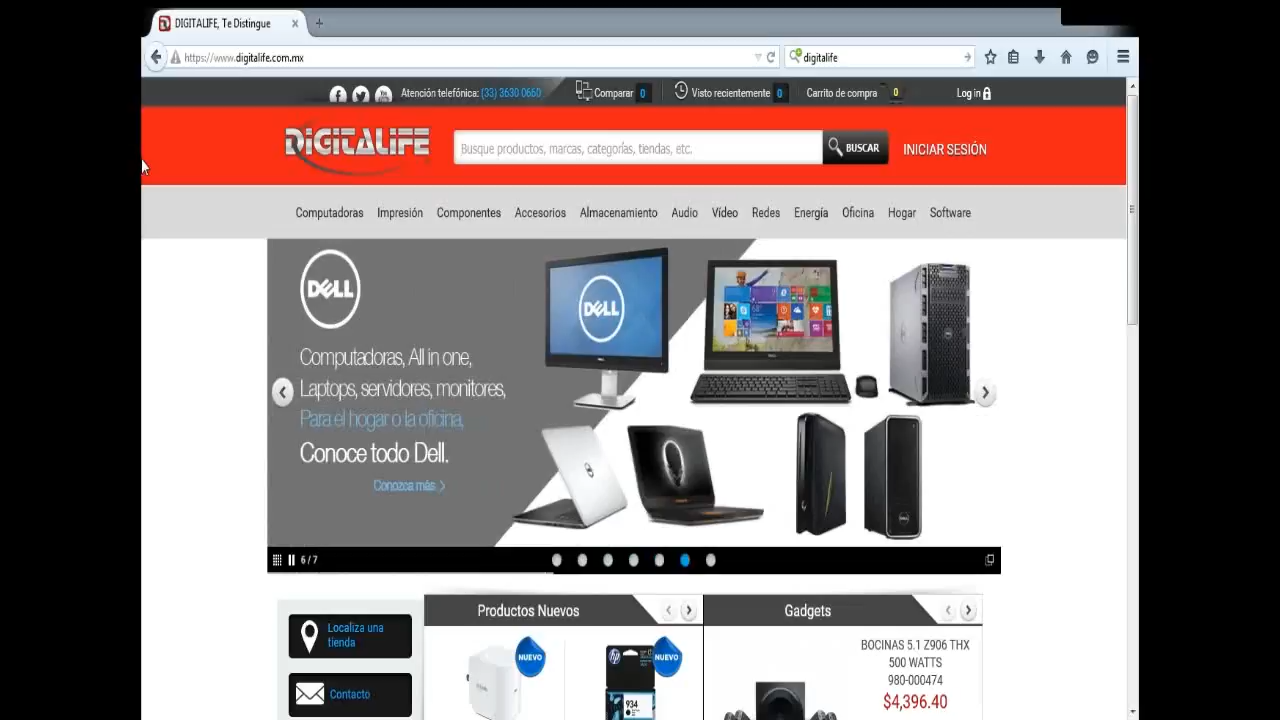 DIGITALIFE, Te Distingue
https://www.digitalife.com.mx
digitalife
Atención telefónica: (33) 3630 0660
Comparar 0
Visto recientemente 0
Carrito de compra 0
Log in
DIGITALIFE
Busque productos, marcas, categorías, tiendas, etc.
BUSCAR
INICIAR SESIÓN
Computadoras Impresión Componentes Accesorios Almacenamiento Audio Vídeo Redes Energía Oficina Hogar Software
DELL
DELL
Computadoras, All in one,
Laptops, servidores, monitores,
Para el hogar o la oficina,
Conoce todo Dell.
Conozca más
6 / 7
Localiza una
tienda
Contacto
Productos Nuevos
NUEVO
NUEVO
hp
934
Gadgets
BOCINAS 5.1 Z906 THX
500 WATTS
980-000474
$4,396.40